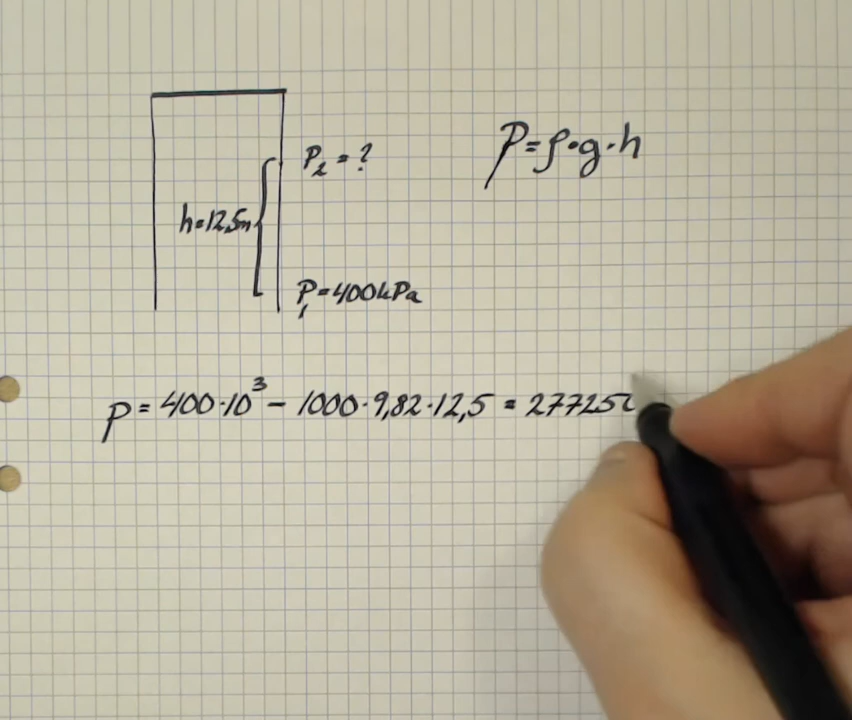 P₂ = ?
P = ρ·g·h
h=12,5m
P₁=400kPa
P = 400·10³ - 1000·9,82·12,5 = 277250